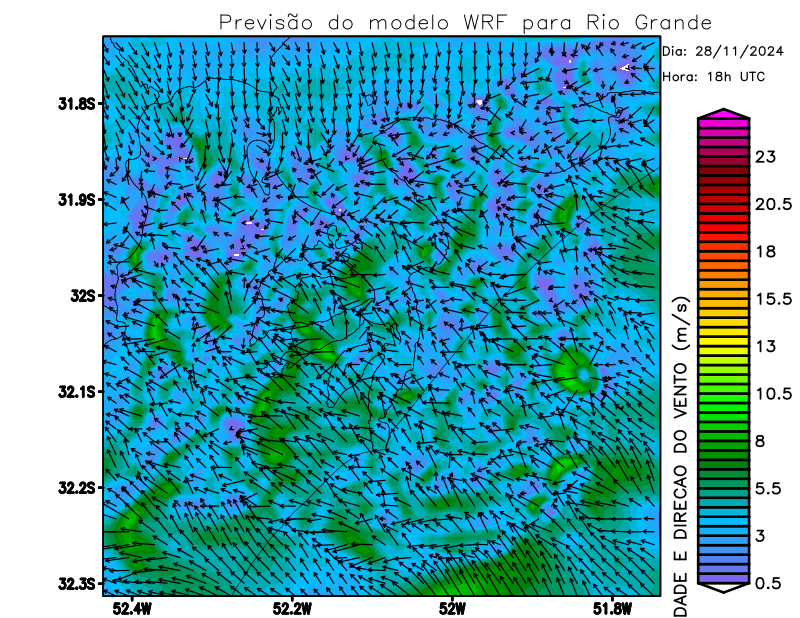 Previsão do modelo WRF para Rio Grande
Dia: 28/11/2024
Hora: 18h UTC
31.8S
31.9S
32S
32.1S
32.2S
32.3S
52.4W
52.2W
52W
51.8W
23
20.5
18
15.5
13
10.5
8
5.5
3
0.5
DADE E DIRECAO DO VENTO (m/s)